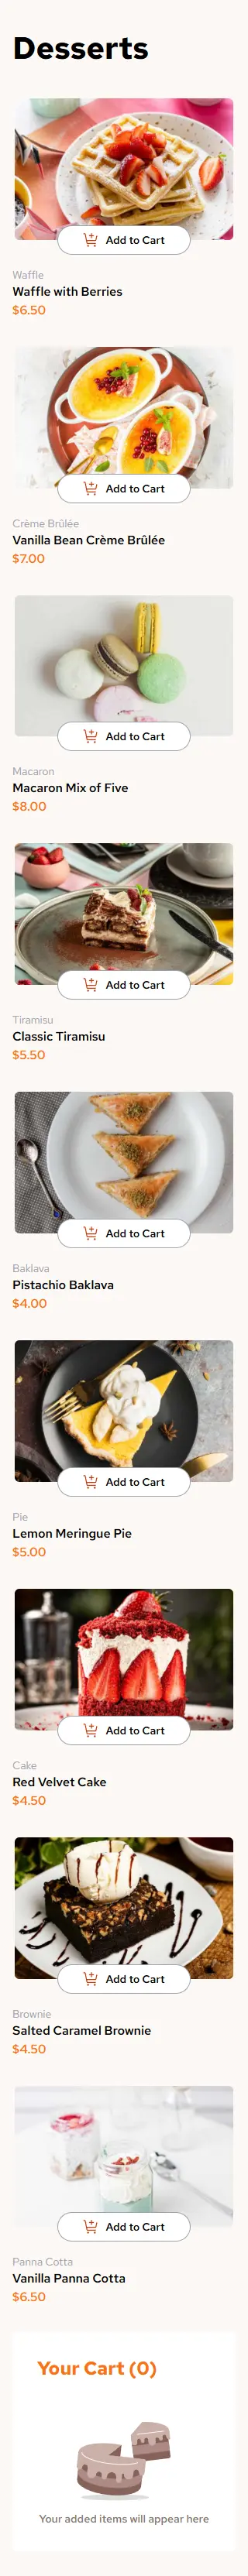 Desserts
Add to Cart
Waffle
Waffle with Berries
$6.50
Add to Cart
Crème Brûlée
Vanilla Bean Crème Brûlée
$7.00
Add to Cart
Macaron
Macaron Mix of Five
$8.00
Add to Cart
Tiramisu
Classic Tiramisu
$5.50
Add to Cart
Baklava
Pistachio Baklava
$4.00
Add to Cart
Pie
Lemon Meringue Pie
$5.00
Add to Cart
Cake
Red Velvet Cake
$4.50
Add to Cart
Brownie
Salted Caramel Brownie
$4.50
Add to Cart
Panna Cotta
Vanilla Panna Cotta
$6.50
Your Cart (0)
Your added items will appear here